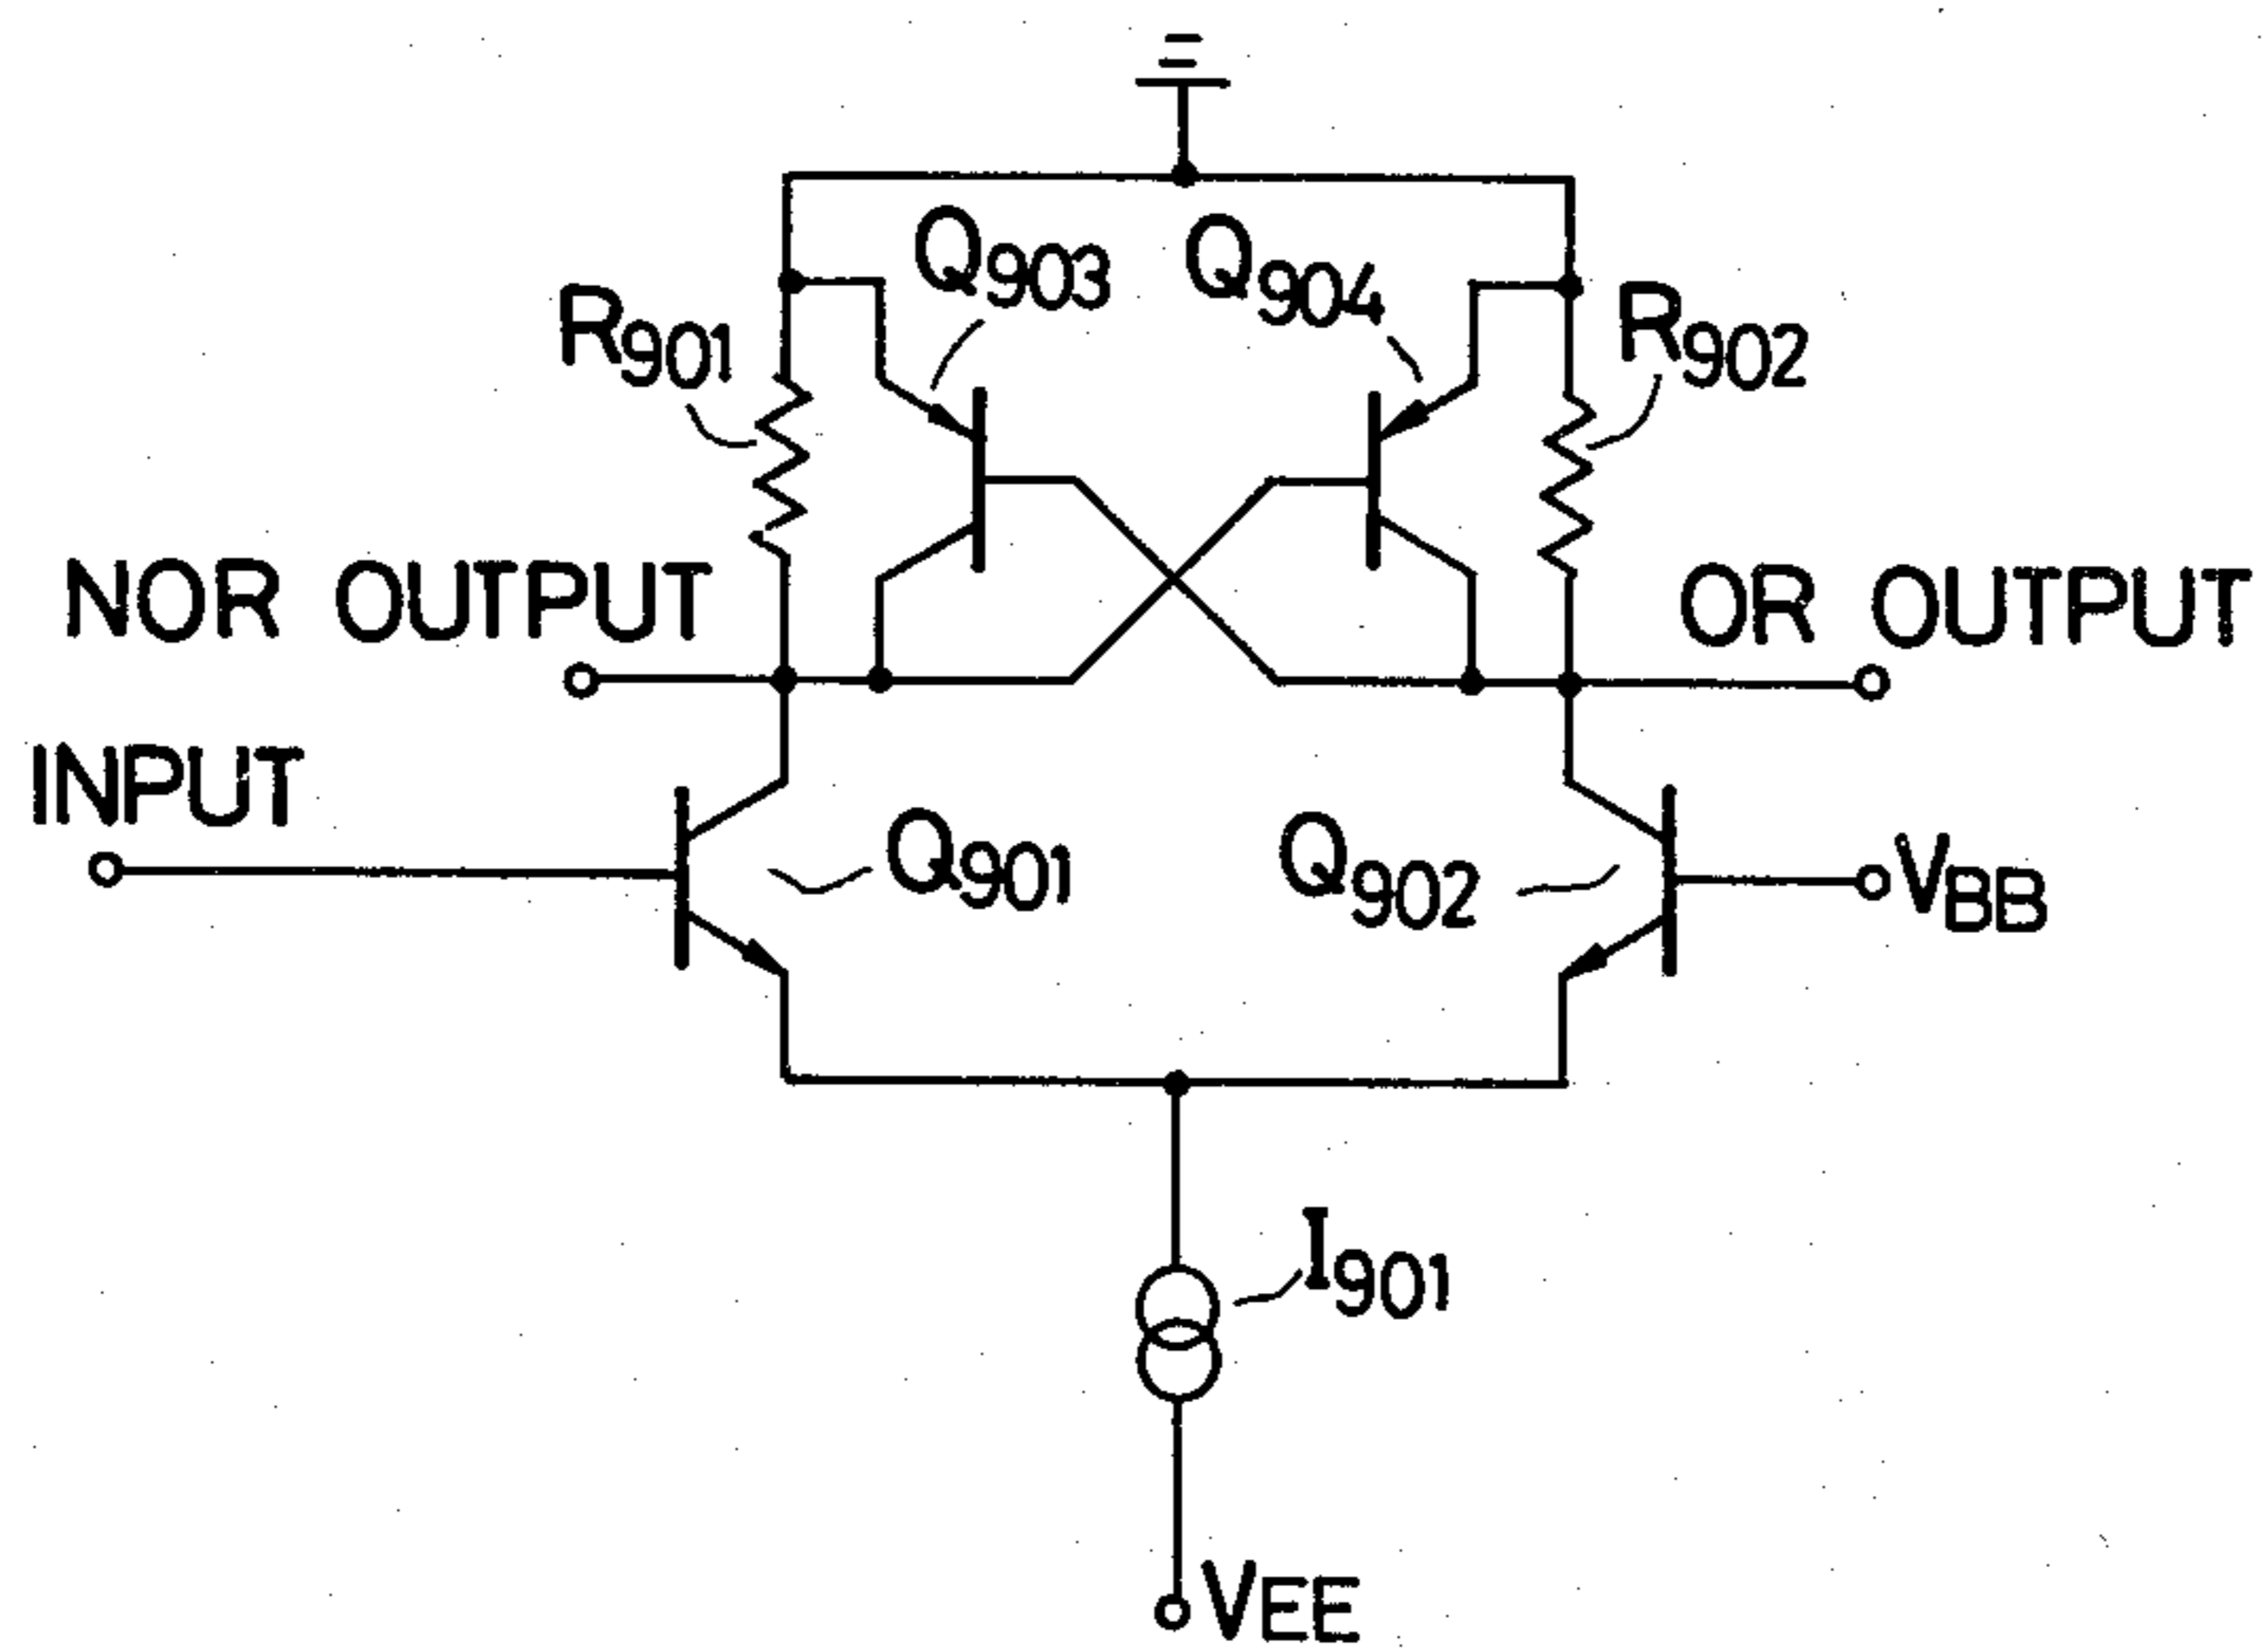 Q903
Q904
R901
R902
NOR OUTPUT
OR OUTPUT
INPUT
Q901
Q902
VBB
I901
VEE